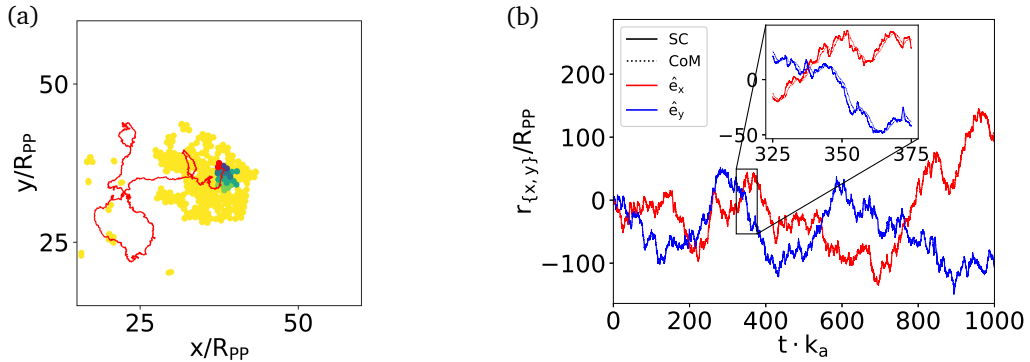 (a)
50
25
y/R_PP
25
50
x/R_PP
(b)
200
100
0
−100
r_{x, y}/R_PP
SC
CoM
ê_x
ê_y
0
−50
325
350
375
0
200
400
600
800
1000
t · k_a